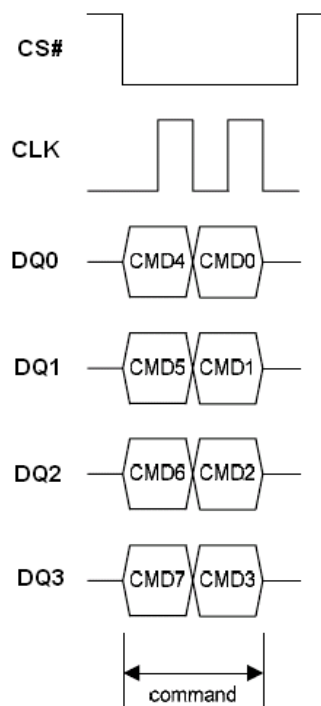 CS#
CLK
DQ0 CMD4 CMD0
DQ1 CMD5 CMD1
DQ2 CMD6 CMD2
DQ3 CMD7 CMD3
command